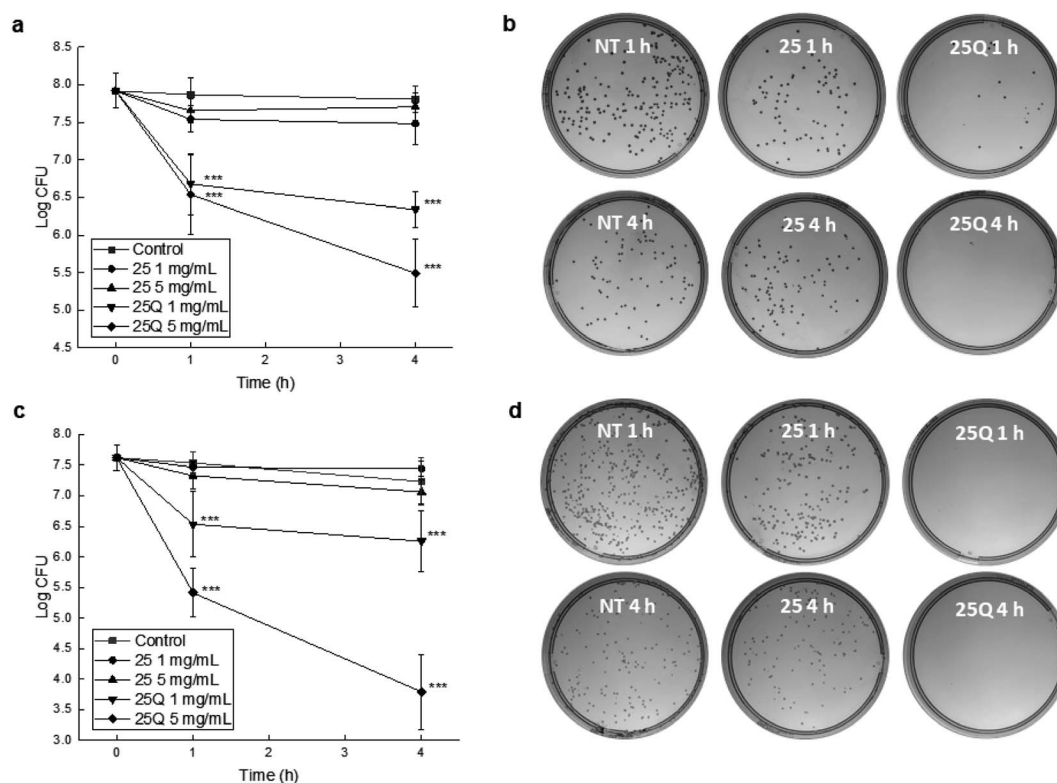 a
8.5
8.0
7.5
7.0
6.5
6.0
5.5
5.0
4.5
Log CFU
***
***
***
***
Control
25 1 mg/mL
25 5 mg/mL
25Q 1 mg/mL
25Q 5 mg/mL
0 1 2 3 4
Time (h)
b
NT 1 h
25 1 h
25Q 1 h
NT 4 h
25 4 h
25Q 4 h
c
8.0
7.5
7.0
6.5
6.0
5.5
5.0
4.5
4.0
3.5
3.0
Log CFU
***
***
***
***
Control
25 1 mg/mL
25 5 mg/mL
25Q 1 mg/mL
25Q 5 mg/mL
0 1 2 3 4
Time (h)
d
NT 1 h
25 1 h
25Q 1 h
NT 4 h
25 4 h
25Q 4 h